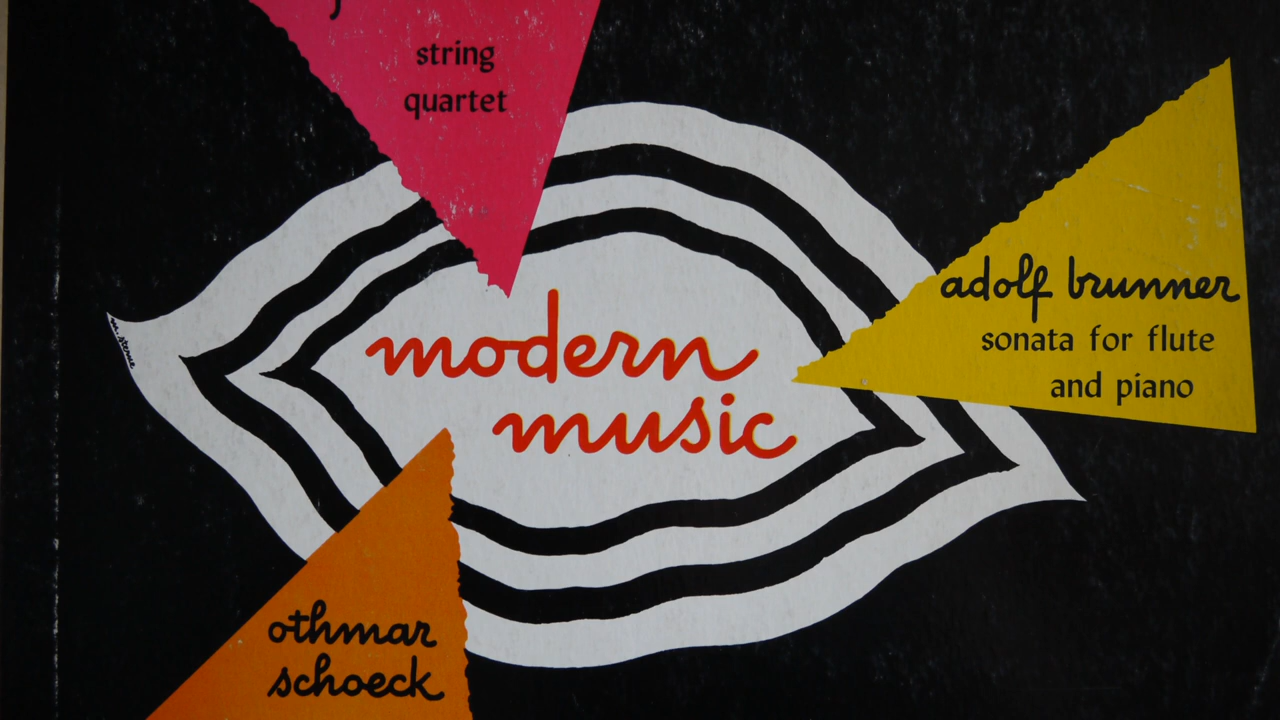 string
quartet
modern
music
adolf brunner
sonata for flute
and piano
othmar
schoeck